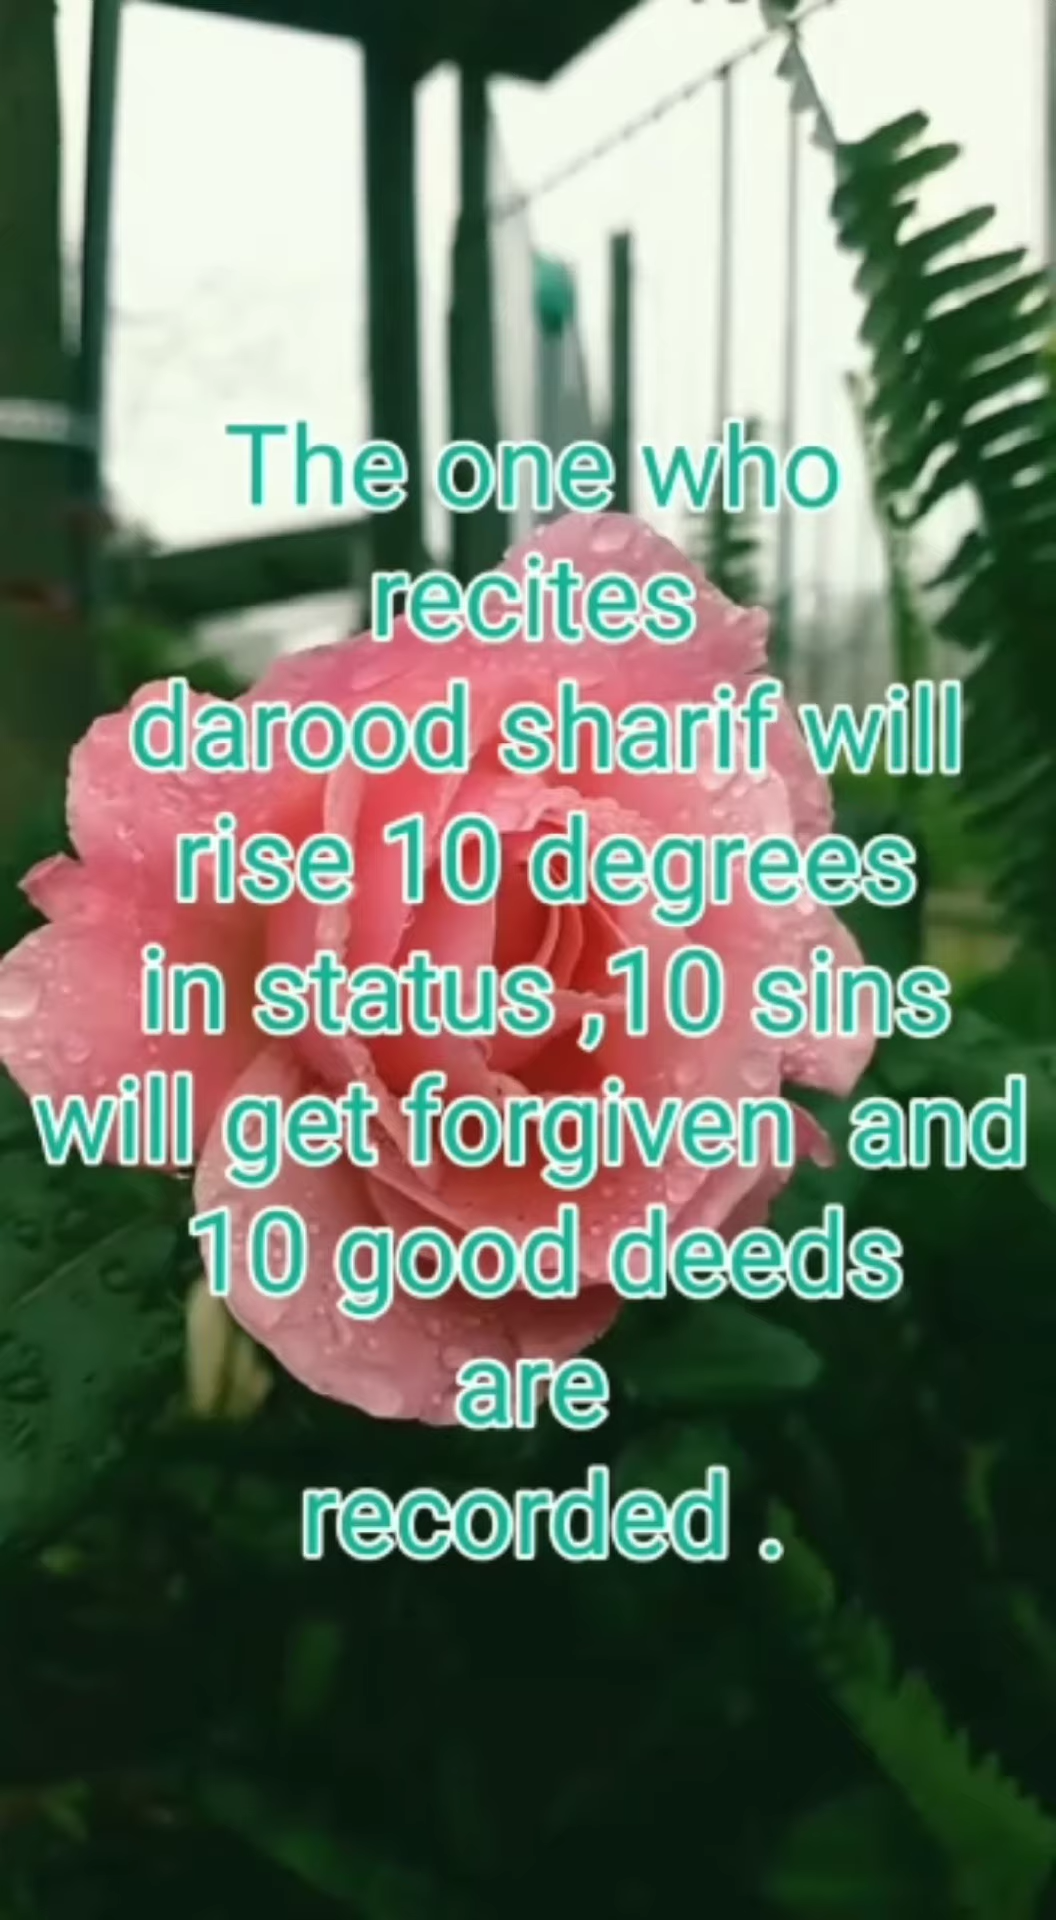 The one who
recites
darood sharif will
rise 10 degrees
in status ,10 sins
will get forgiven  and
10 good deeds
are
recorded .